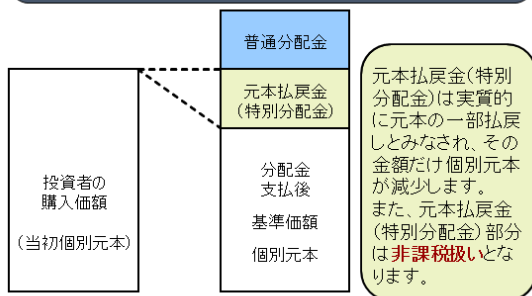 普通分配金
元本払戻金
(特別分配金)
投資者の
購入価額
(当初個別元本)
分配金
支払後
基準価額
個別元本
元本払戻金(特別
分配金)は実質的
に元本の一部払戻
しとみなされ、その
金額だけ個別元本
が減少します。
また、元本払戻金
(特別分配金)部分
は非課税扱いとな
ります。